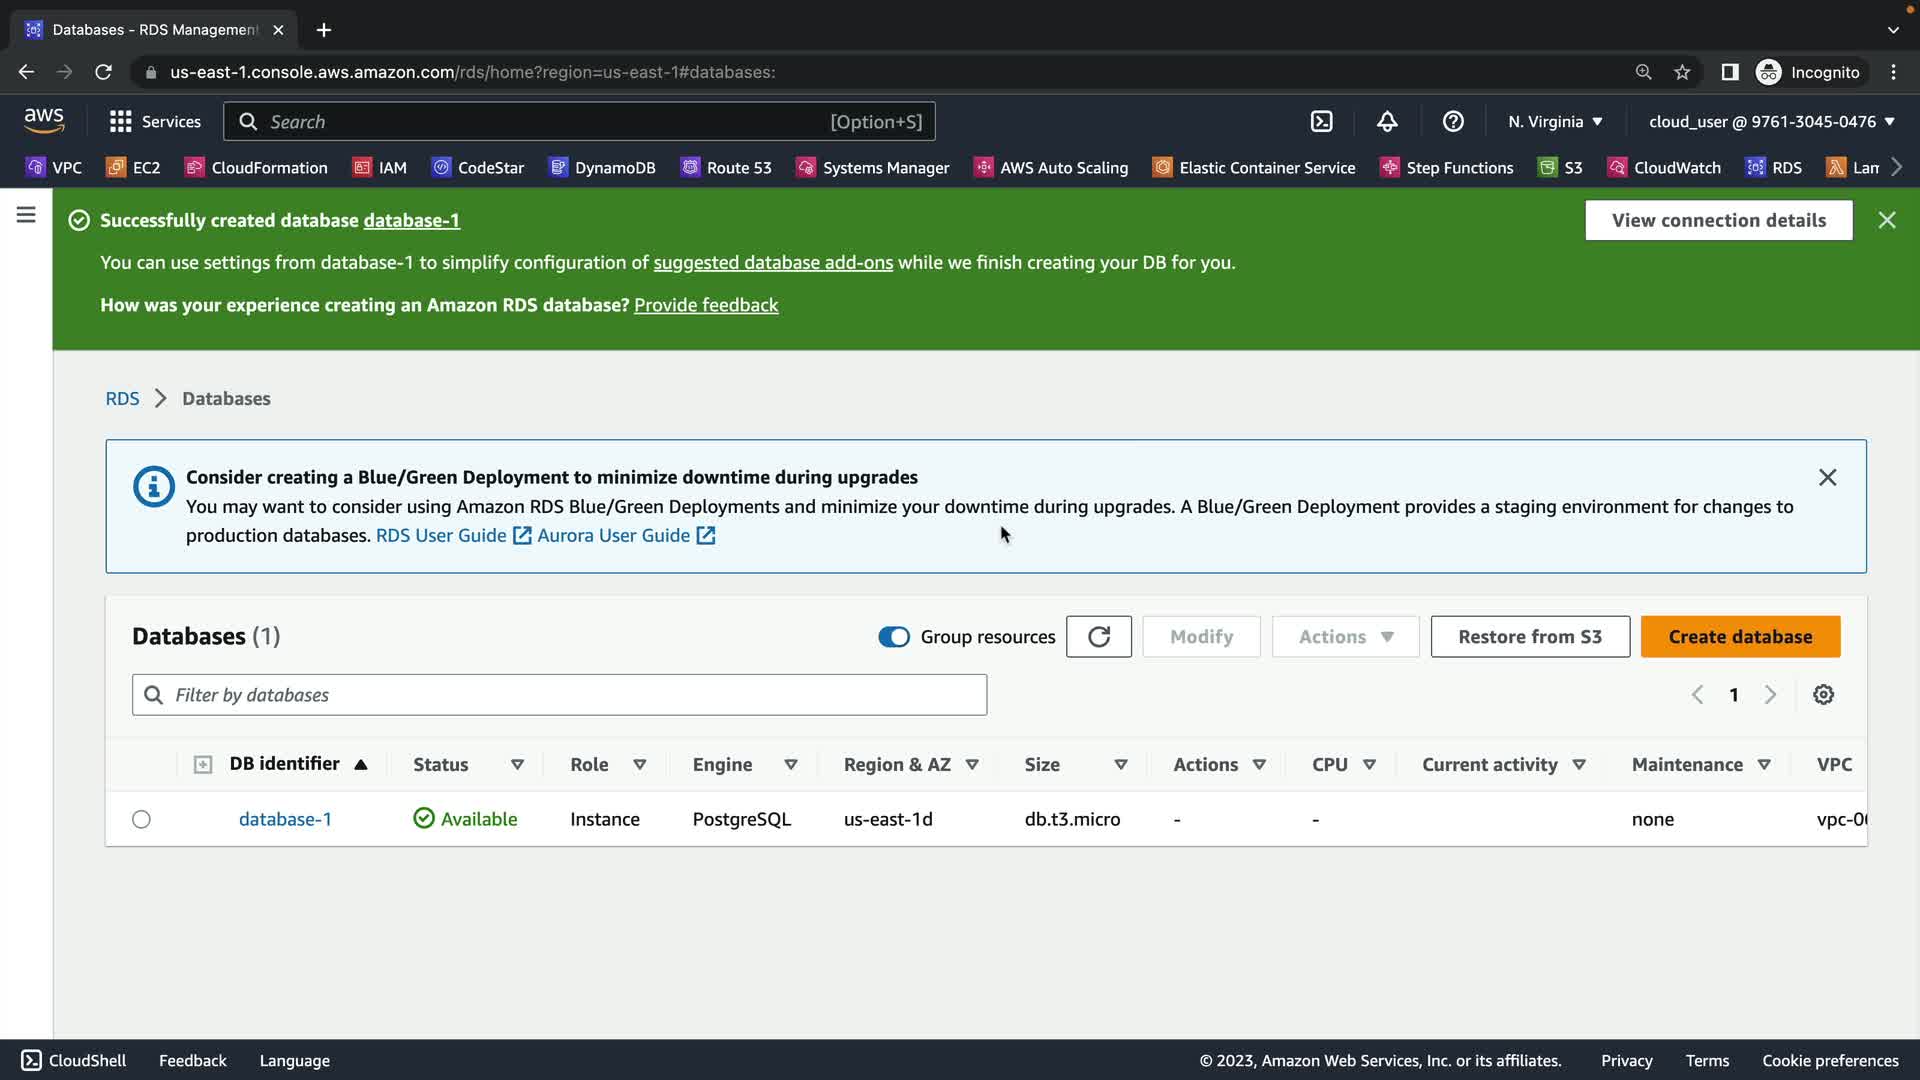 Databases - RDS Management
us-east-1.console.aws.amazon.com/rds/home?region=us-east-1#databases:
Incognito
aws
Services
Search
[Option+S]
N. Virginia
cloud_user @ 9761-3045-0476
VPC
EC2
CloudFormation
IAM
CodeStar
DynamoDB
Route 53
Systems Manager
AWS Auto Scaling
Elastic Container Service
Step Functions
S3
CloudWatch
RDS
Lam
Successfully created database database-1
View connection details
You can use settings from database-1 to simplify configuration of suggested database add-ons while we finish creating your DB for you.
How was your experience creating an Amazon RDS database? Provide feedback
RDS > Databases
Consider creating a Blue/Green Deployment to minimize downtime during upgrades
You may want to consider using Amazon RDS Blue/Green Deployments and minimize your downtime during upgrades. A Blue/Green Deployment provides a staging environment for changes to
production databases. RDS User Guide Aurora User Guide
Databases (1)
Group resources
Modify
Actions
Restore from S3
Create database
Filter by databases
1
DB identifier Status Role Engine Region & AZ Size Actions CPU Current activity Maintenance VPC
database-1 Available Instance PostgreSQL us-east-1d db.t3.micro - - none vpc-0
CloudShell Feedback Language
© 2023, Amazon Web Services, Inc. or its affiliates. Privacy Terms Cookie preferences